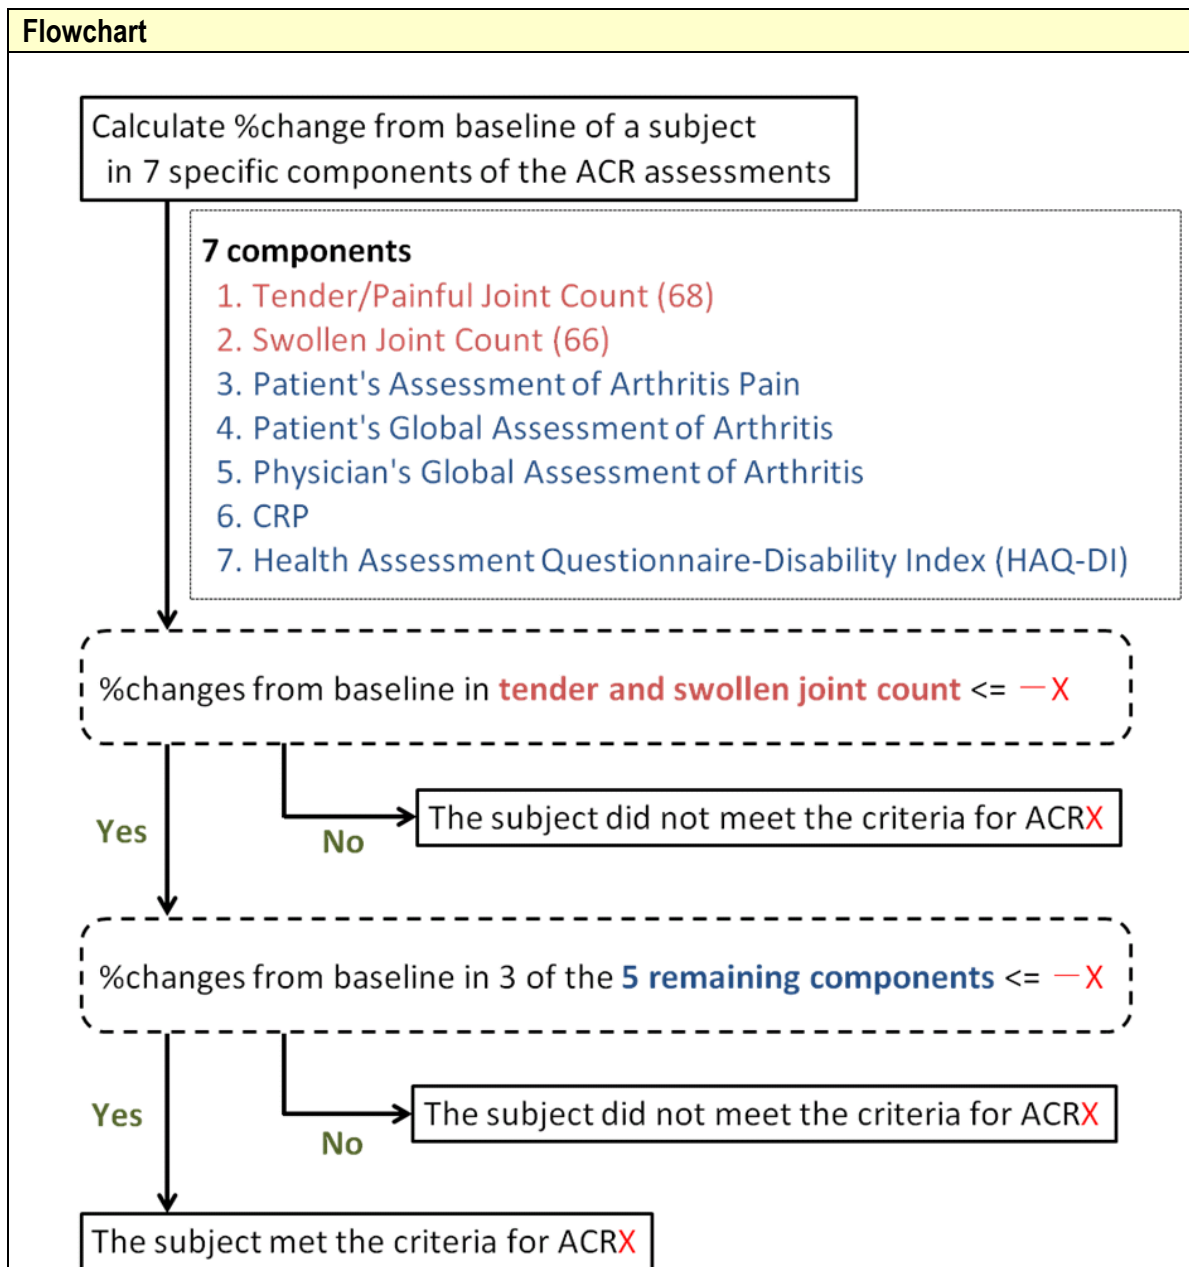 Flowchart
Calculate %change from baseline of a subject
in 7 specific components of the ACR assessments
7 components
1. Tender/Painful Joint Count (68)
2. Swollen Joint Count (66)
3. Patient's Assessment of Arthritis Pain
4. Patient's Global Assessment of Arthritis
5. Physician's Global Assessment of Arthritis
6. CRP
7. Health Assessment Questionnaire-Disability Index (HAQ-DI)
%changes from baseline in tender and swollen joint count <= −X
Yes
No
The subject did not meet the criteria for ACRX
%changes from baseline in 3 of the 5 remaining components <= −X
Yes
No
The subject did not meet the criteria for ACRX
The subject met the criteria for ACRX